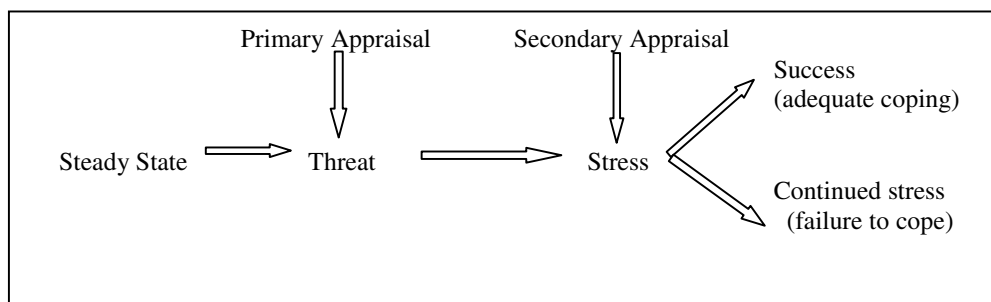 Primary Appraisal
Secondary Appraisal
Success
(adequate coping)
Steady State
Threat
Stress
Continued stress
(failure to cope)